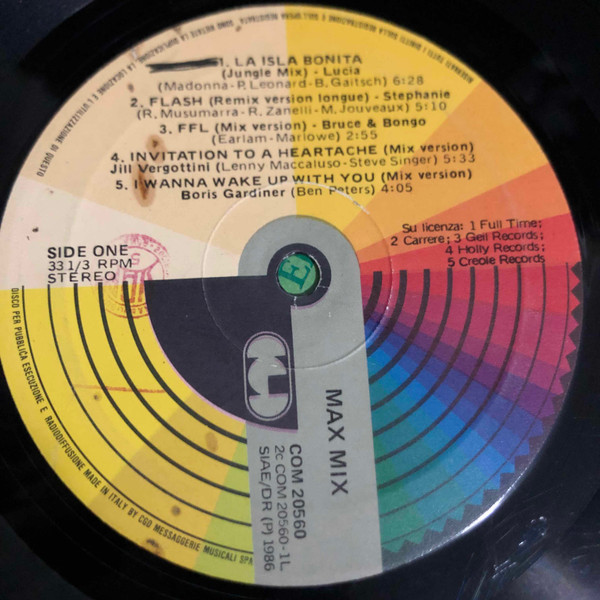 1. LA ISLA BONITA
(Jungle Mix) - Lucia
(Madonna-P. Leonard-B. Gaitsch) 6:28
2. FLASH (Remix version longue) - Stephanie
(R. Musumarra-R. Zanelli-M. Jouveaux) 5:10
3. FFL (Mix version) - Bruce & Bongo
(Earlam-Marlowe) 2:55
4. INVITATION TO A HEARTACHE (Mix version)
Jill Vergottini (Lenny Maccaluso-Steve Singer) 5:33
5. I WANNA WAKE UP WITH YOU (Mix version)
Boris Gardiner (Ben Peters) 4:05
SIDE ONE
33 1/3 RPM
STEREO
Su licenza: 1 Full Time;
2 Carrere; 3 Geil Records;
4 Holly Records;
5 Creole Records
E
MAX MIX
COM 20560
2c COM 20560-1L
SIAE/DR (P) 1986
DISCO PER PUBBLICA ESECUZIONE E RADIODIFFUSIONE MADE IN ITALY BY CGD MESSAGGERIE MUSICALI SPA